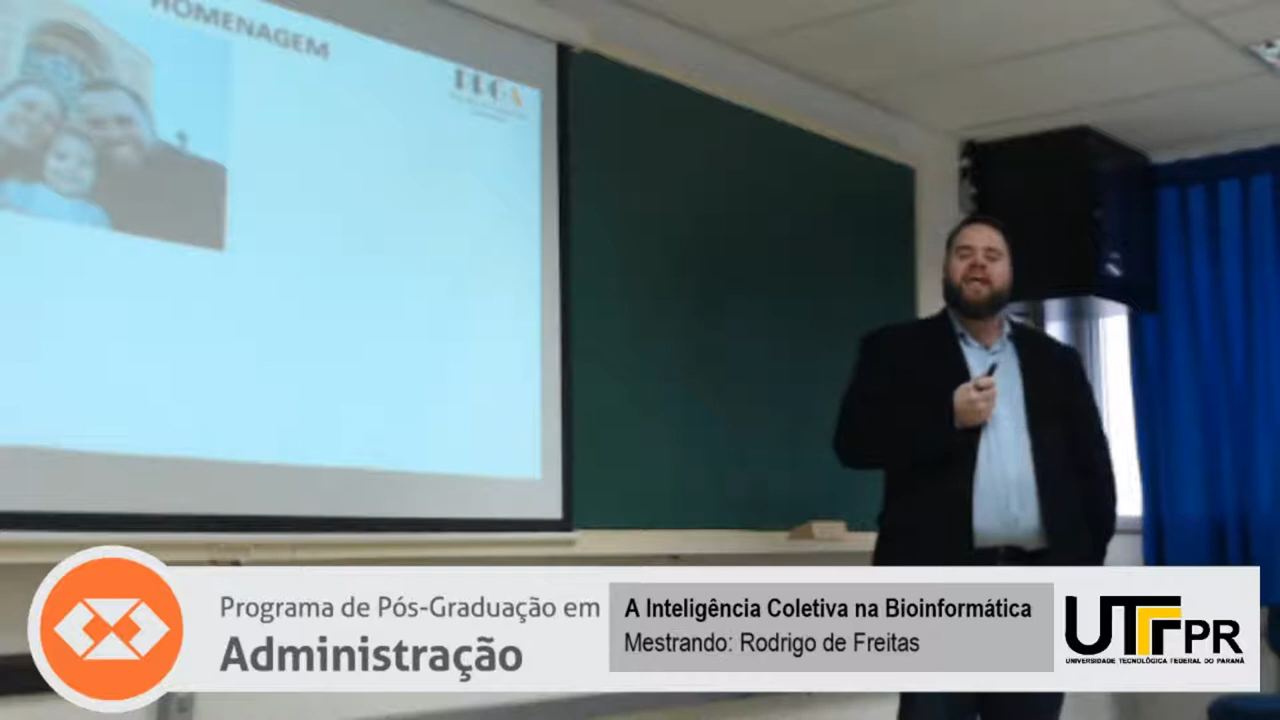 HOMENAGEM
PPGA
Programa de Pós-Graduação em
Administração
A Inteligência Coletiva na Bioinformática
Mestrando: Rodrigo de Freitas
UTFPR
UNIVERSIDADE TECNOLÓGICA FEDERAL DO PARANÁ